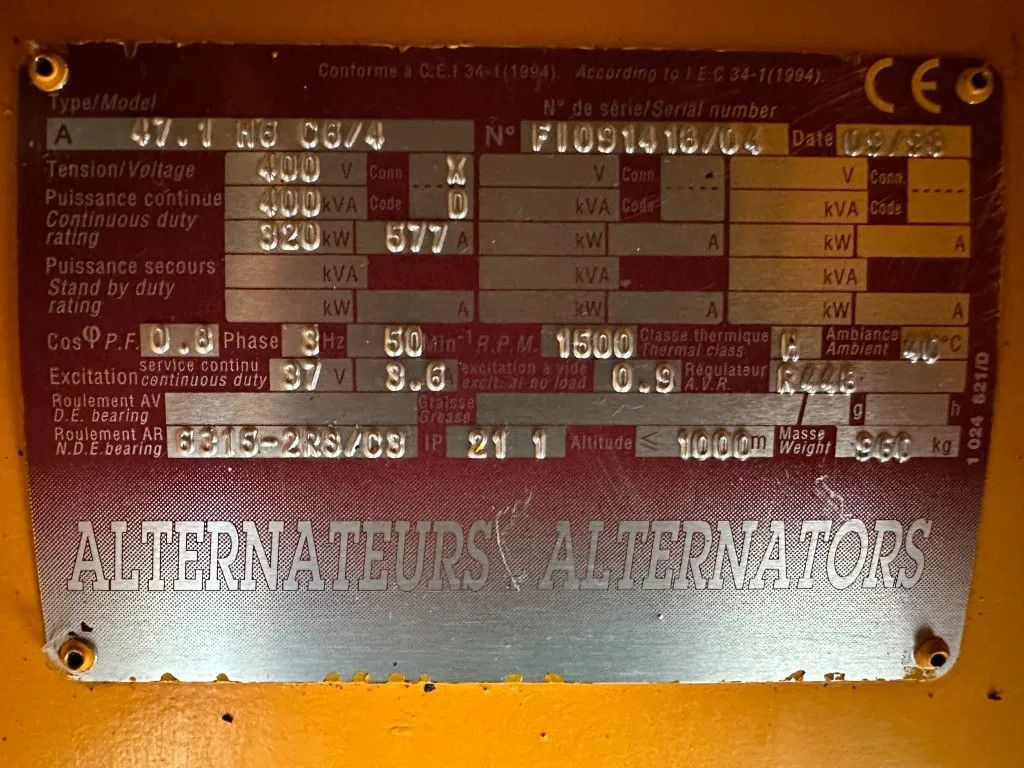 Conforme à C.E.I 34-1(1994). According to I.E.C 34-1(1994). CE
Type/Model N° de série/Serial number
A 47.1 M6 C6/4 N° F1091418/04 Date
Tension/Voltage 400 V Conn. X V Conn. V Conn.
Puissance continue 400 kVA Code D kVA Code kVA Code
Continuous duty
rating 320 kW 577 A kW A kW A
Puissance secours kVA kVA kVA
Stand by duty
rating kW A kW A kW A
Cos φ P.F. 0.8 Phase 3 Hz 50 Min-1 R.P.M. 1500 Classe thermique Thermal class H Ambiance Ambient 40 °C
Excitation service continu continuous duty 37 V 3.6 A excitation à vide excit. at no load 0.9 Régulateur A.V.R. R448
Roulement AV D.E. bearing Graisse Grease / g h
Roulement AR N.D.E. bearing 6315-2RS/C3 IP 21 1 Altitude ≤ 1000 m Masse Weight 960 kg
1 024 821/D
ALTERNATEURS ALTERNATORS